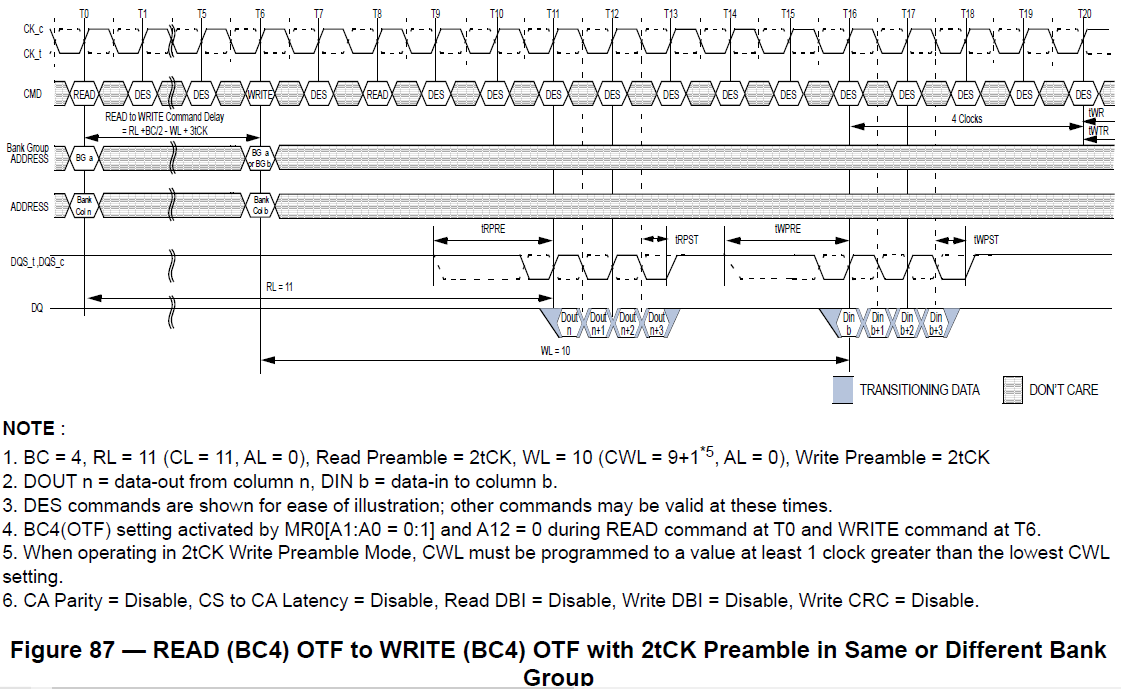 T0 T1 T5 T6 T7 T8 T9 T10 T11 T12 T13 T14 T15 T16 T17 T18 T19 T20
CK_c
CK_t
CMD READ DES DES WRITE DES READ DES DES DES DES DES DES DES DES DES DES DES DES
READ to WRITE Command Delay
= RL +BC/2 - WL + 3tCK
4 Clocks
tWR
tWTR
Bank Group
ADDRESS
BG a
BG a
or BG b
ADDRESS
Bank
Col n
Bank
Col b
tRPRE
tRPST
tWPRE
tWPST
DQS_t,DQS_c
RL = 11
DQ
Dout
n
Dout
n+1
Dout
n+2
Dout
n+3
Din
b
Din
b+1
Din
b+2
Din
b+3
WL = 10
TRANSITIONING DATA
DON'T CARE
NOTE :
1. BC = 4, RL = 11 (CL = 11, AL = 0), Read Preamble = 2tCK, WL = 10 (CWL = 9+1*5, AL = 0), Write Preamble = 2tCK
2. DOUT n = data-out from column n, DIN b = data-in to column b.
3. DES commands are shown for ease of illustration; other commands may be valid at these times.
4. BC4(OTF) setting activated by MR0[A1:A0 = 0:1] and A12 = 0 during READ command at T0 and WRITE command at T6.
5. When operating in 2tCK Write Preamble Mode, CWL must be programmed to a value at least 1 clock greater than the lowest CWL
setting.
6. CA Parity = Disable, CS to CA Latency = Disable, Read DBI = Disable, Write DBI = Disable, Write CRC = Disable.
Figure 87 — READ (BC4) OTF to WRITE (BC4) OTF with 2tCK Preamble in Same or Different Bank
Group